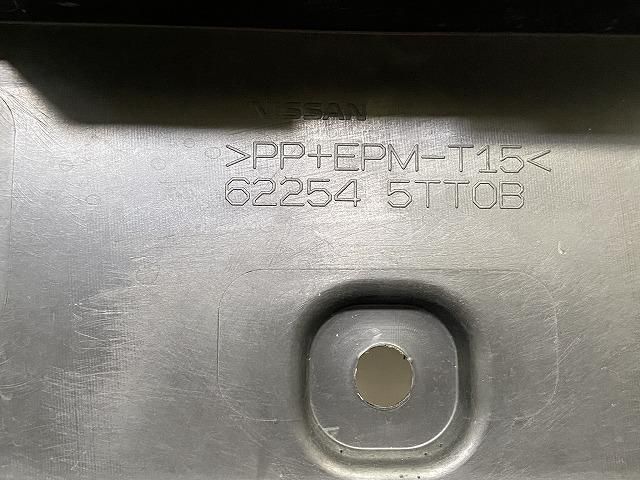 NISSAN
>PP+EPM-T15<
62254 5TT0B